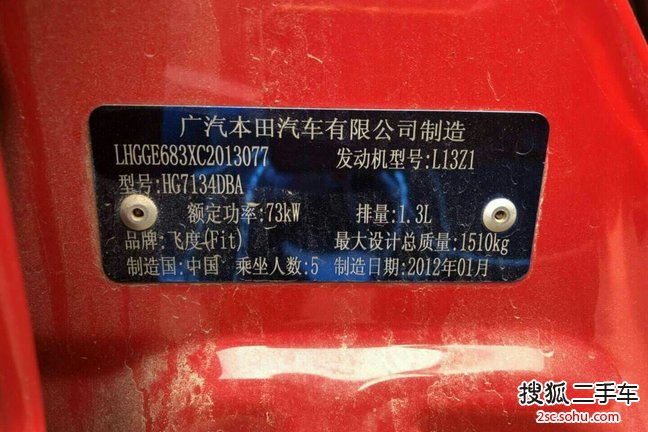 广汽本田汽车有限公司制造
LHGGE683XC2013077 发动机型号:L13Z1
型号:HG7134DBA
额定功率:73kW 排量:1.3L
品牌:飞度(Fit) 最大设计总质量:1510kg
制造国:中国 乘坐人数:5 制造日期:2012年01月
搜狐二手车
2sc.sohu.com